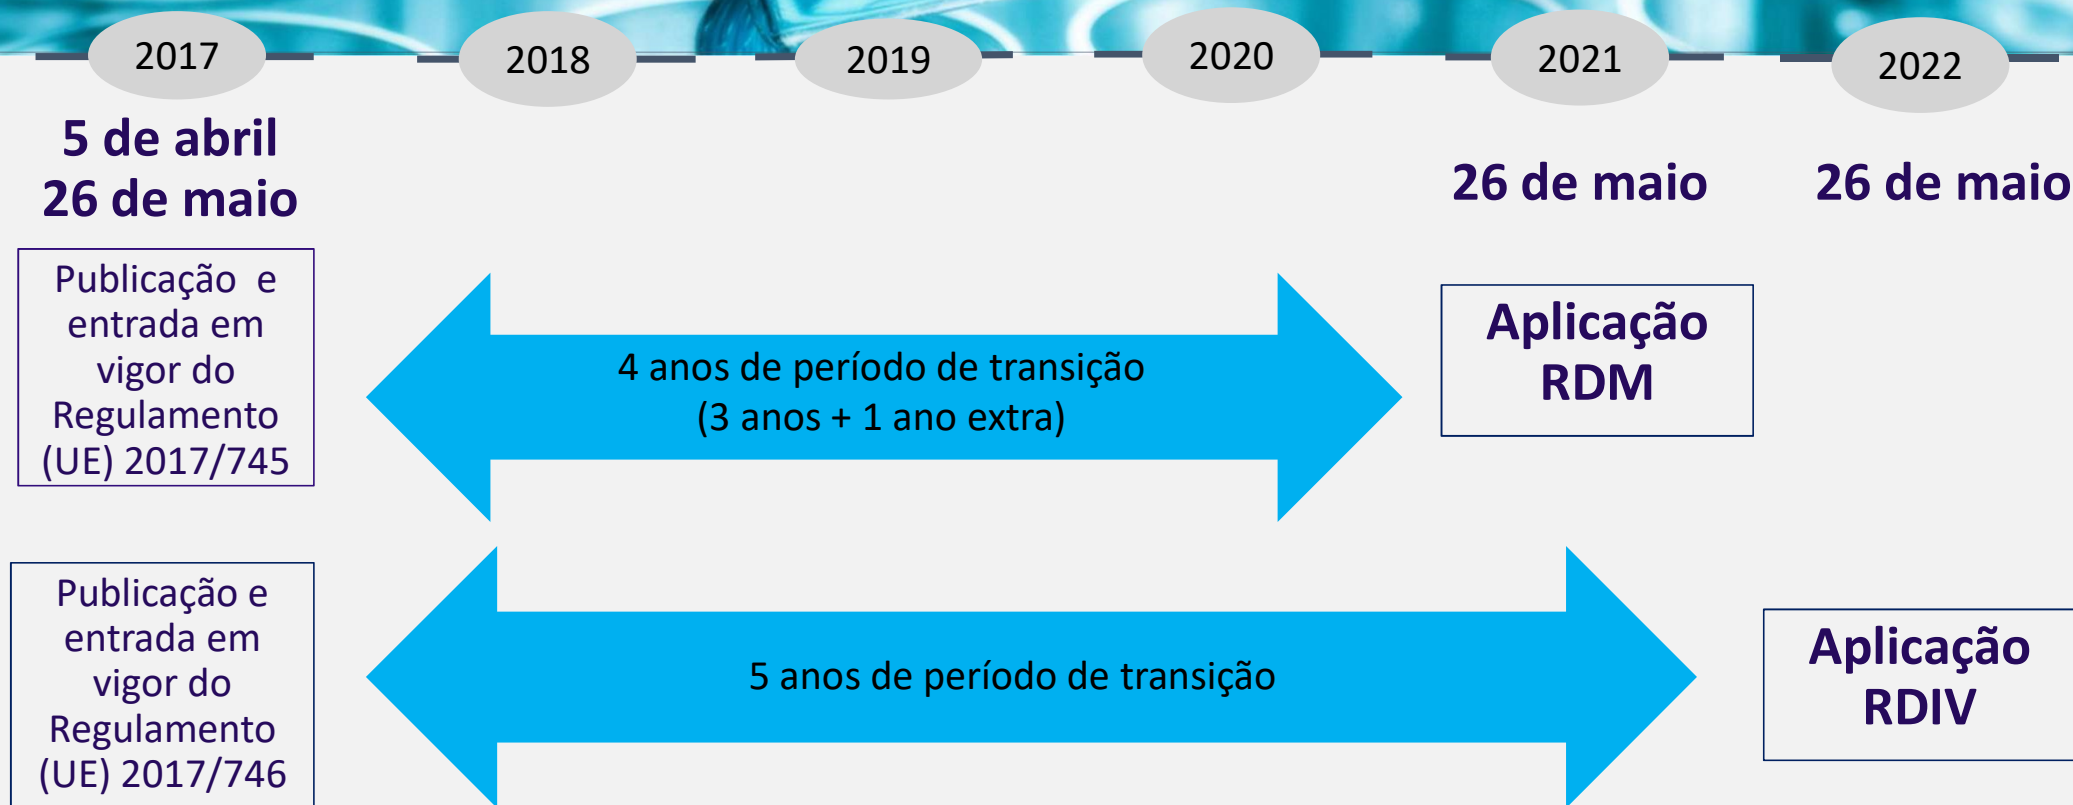 2017
2018
2019
2020
2021
2022
5 de abril
26 de maio
26 de maio
26 de maio
Publicação e
entrada em
vigor do
Regulamento
(UE) 2017/745
4 anos de período de transição
(3 anos + 1 ano extra)
Aplicação
RDM
Publicação e
entrada em
vigor do
Regulamento
(UE) 2017/746
5 anos de período de transição
Aplicação
RDIV